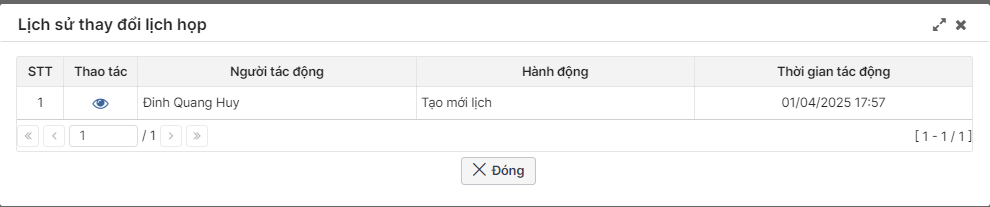 Lịch sử thay đổi lịch họp
STT Thao tác Người tác động Hành động Thời gian tác động
1 Đinh Quang Huy Tạo mới lịch 01/04/2025 17:57
« ‹ 1 / 1 › » [ 1 - 1 / 1 ]
Đóng